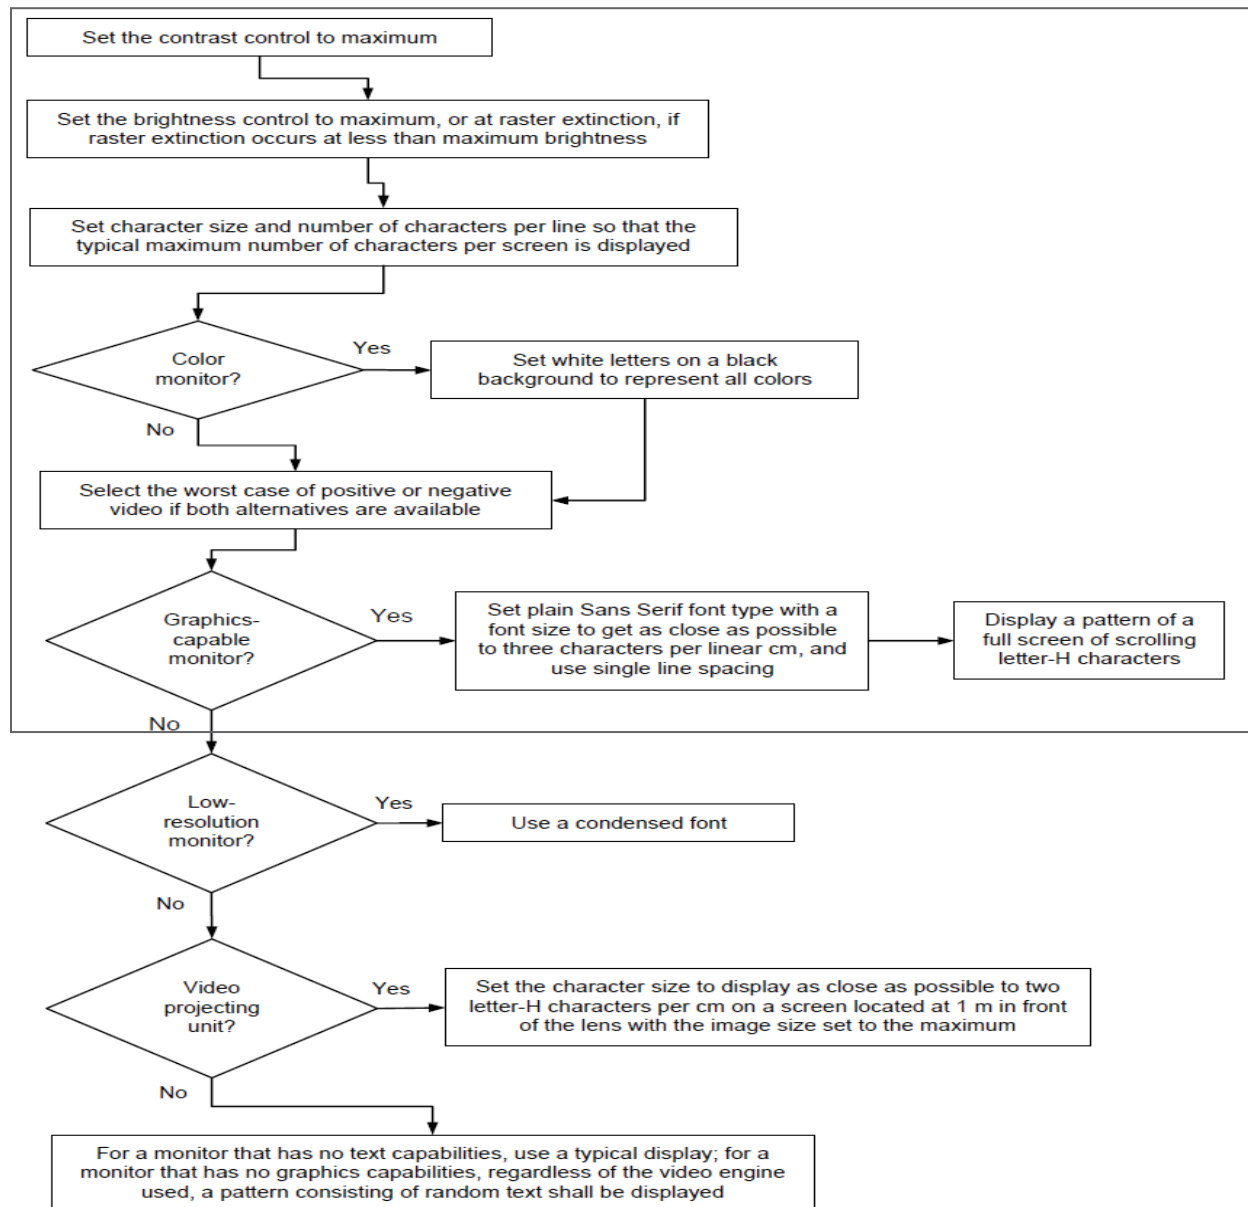 Set the contrast control to maximum
Set the brightness control to maximum, or at raster extinction, if
raster extinction occurs at less than maximum brightness
Set character size and number of characters per line so that the
typical maximum number of characters per screen is displayed
Color
monitor?
Yes
Set white letters on a black
background to represent all colors
No
Select the worst case of positive or negative
video if both alternatives are available
Graphics-
capable
monitor?
Yes
Set plain Sans Serif font type with a
font size to get as close as possible
to three characters per linear cm, and
use single line spacing
Display a pattern of a
full screen of scrolling
letter-H characters
No
Low-
resolution
monitor?
Yes
Use a condensed font
No
Video
projecting
unit?
Yes
Set the character size to display as close as possible to two
letter-H characters per cm on a screen located at 1 m in front
of the lens with the image size set to the maximum
No
For a monitor that has no text capabilities, use a typical display; for a
monitor that has no graphics capabilities, regardless of the video engine
used, a pattern consisting of random text shall be displayed